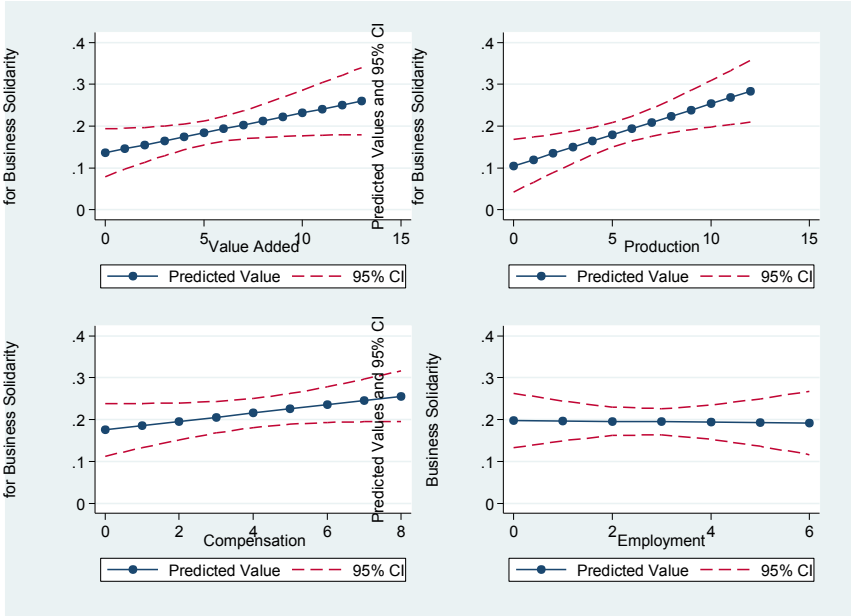 for Business Solidarity
.4
.3
.2
.1
0
0 5 10 15
Value Added
Predicted Value 95% CI
Predicted Values and 95% CI
for Business Solidarity
.4
.3
.2
.1
0
0 5 10 15
Production
Predicted Value 95% CI
for Business Solidarity
.4
.3
.2
.1
0
0 2 4 6 8
Compensation
Predicted Value 95% CI
Predicted Values and 95% CI
Business Solidarity
.4
.3
.2
.1
0
0 2 4 6
Employment
Predicted Value 95% CI